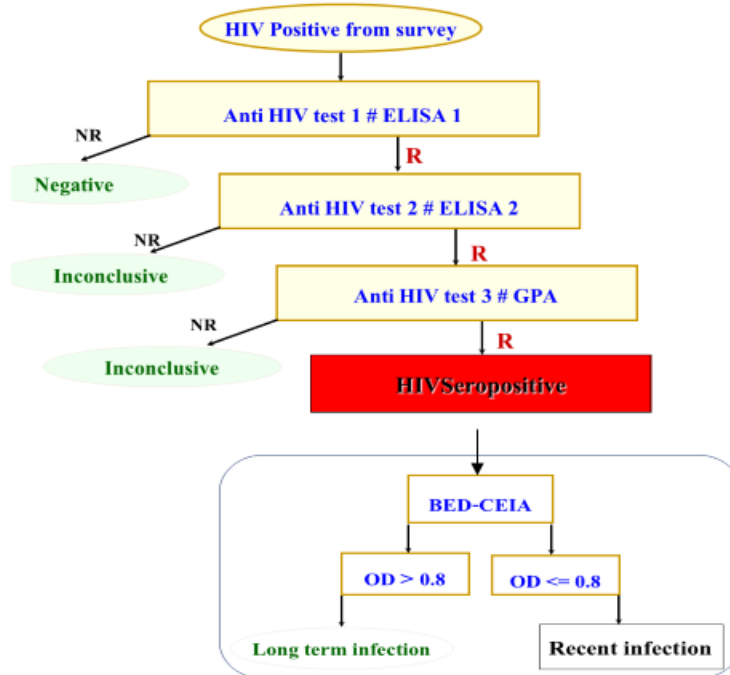 HIV Positive from survey
Anti HIV test 1 # ELISA 1
NR
R
Negative
Anti HIV test 2 # ELISA 2
NR
R
Inconclusive
Anti HIV test 3 # GPA
NR
R
Inconclusive
HIVSeropositive
BED-CEIA
OD > 0.8
OD <= 0.8
Long term infection
Recent infection